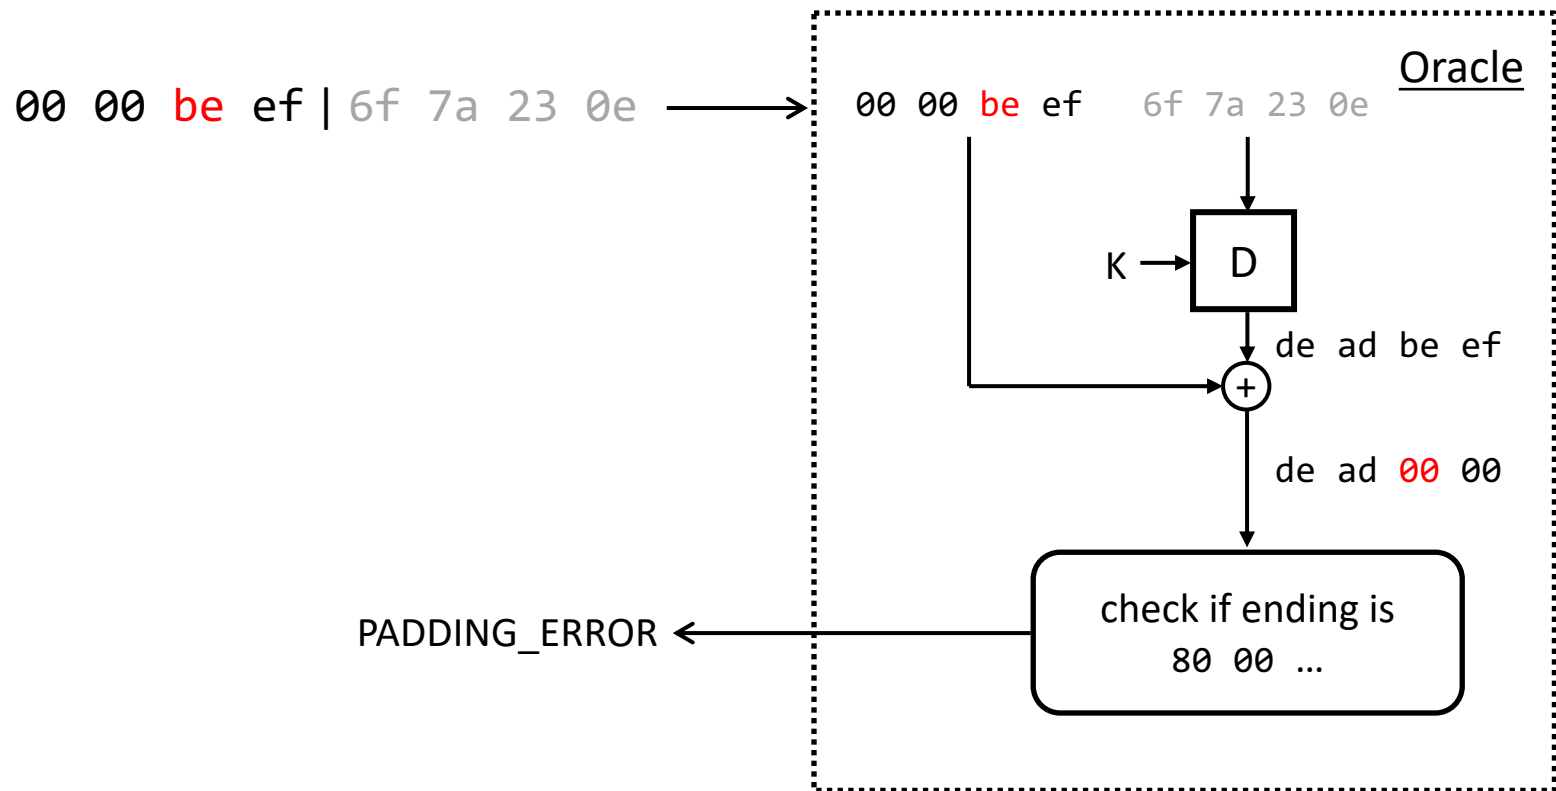 Oracle
00 00 be ef | 6f 7a 23 0e
00 00 be ef 6f 7a 23 0e
K
D
de ad be ef
+
de ad 00 00
check if ending is
80 00 …
PADDING_ERROR